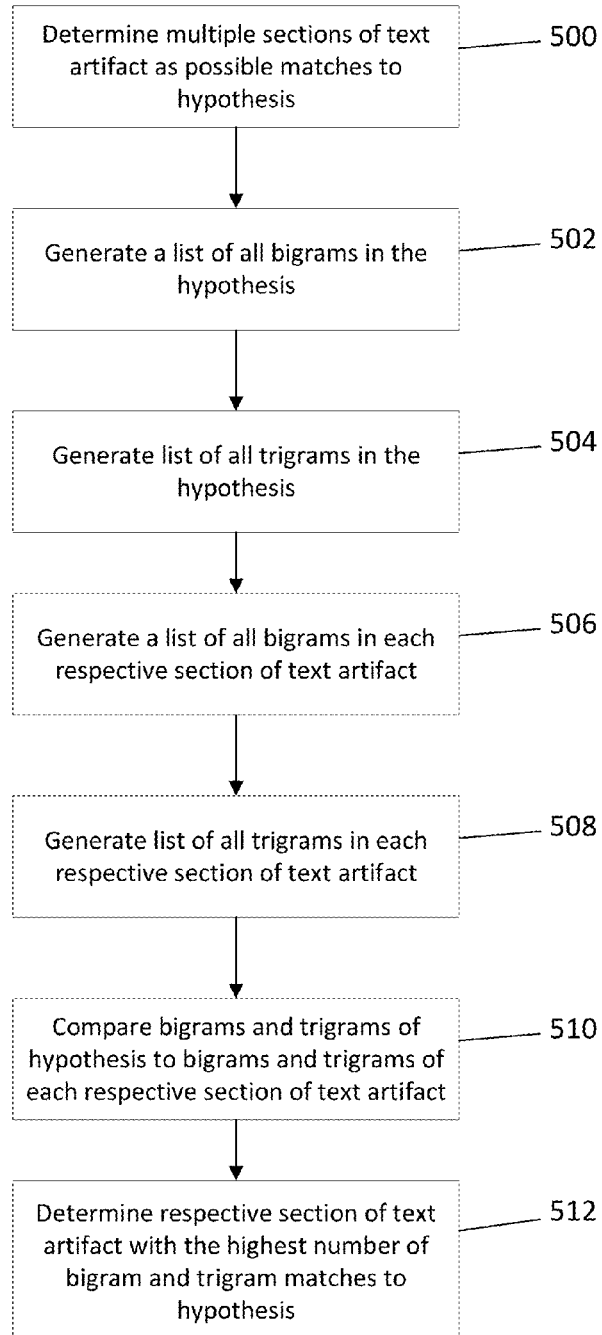 Determine multiple sections of text
artifact as possible matches to
hypothesis
500
Generate a list of all bigrams in the
hypothesis
502
Generate list of all trigrams in the
hypothesis
504
Generate a list of all bigrams in each
respective section of text artifact
506
Generate list of all trigrams in each
respective section of text artifact
508
Compare bigrams and trigrams of
hypothesis to bigrams and trigrams of
each respective section of text artifact
510
Determine respective section of text
artifact with the highest number of
bigram and trigram matches to
hypothesis
512